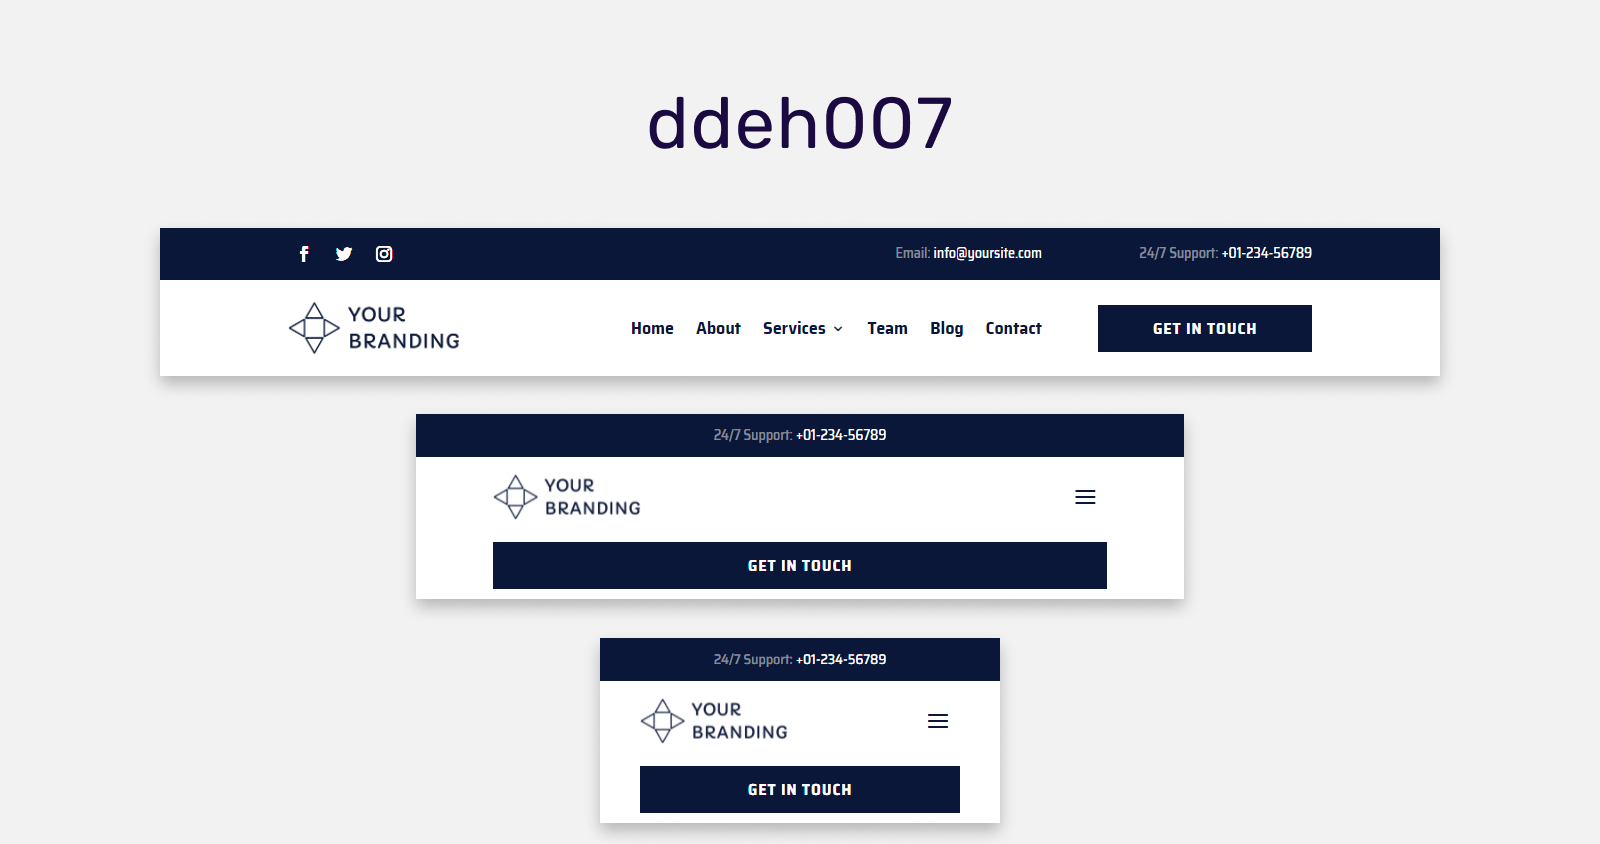 ddeh007
Email: info@yoursite.com 24/7 Support: +01-234-56789
YOUR
BRANDING
Home About Services Team Blog Contact GET IN TOUCH
24/7 Support: +01-234-56789
YOUR
BRANDING
GET IN TOUCH
24/7 Support: +01-234-56789
YOUR
BRANDING
GET IN TOUCH